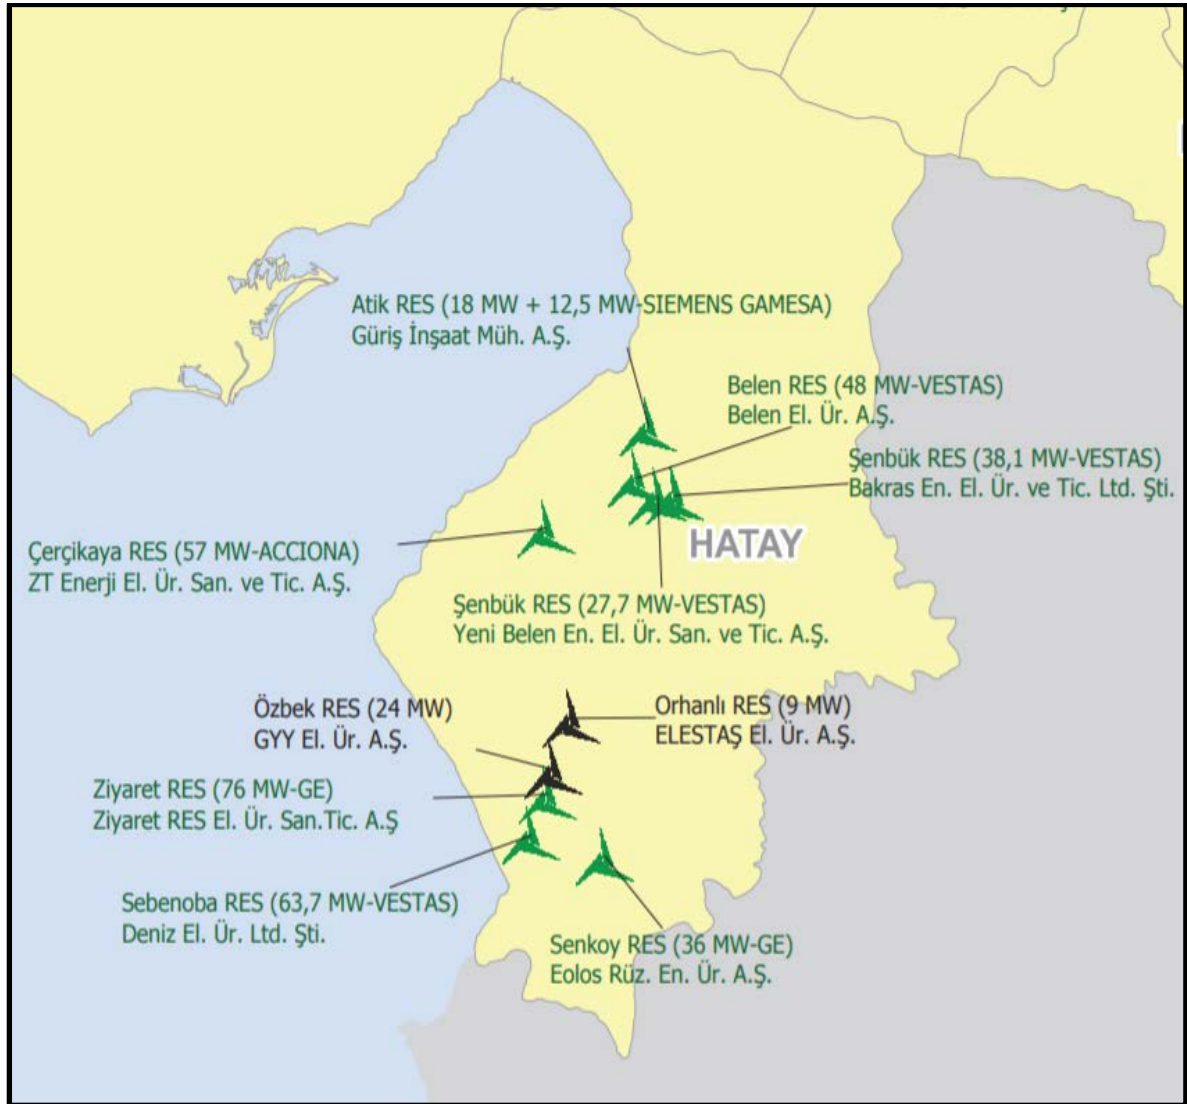 Atik RES (18 MW + 12,5 MW-SIEMENS GAMESA)
Güriş İnşaat Müh. A.Ş.
Belen RES (48 MW-VESTAS)
Belen El. Ür. A.Ş.
Şenbük RES (38,1 MW-VESTAS)
Bakras En. El. Ür. ve Tic. Ltd. Şti.
HATAY
Çerçikaya RES (57 MW-ACCIONA)
ZT Enerji El. Ür. San. ve Tic. A.Ş.
Şenbük RES (27,7 MW-VESTAS)
Yeni Belen En. El. Ür. San. ve Tic. A.Ş.
Özbek RES (24 MW)
GYY El. Ür. A.Ş.
Orhanlı RES (9 MW)
ELESTAŞ El. Ür. A.Ş.
Ziyaret RES (76 MW-GE)
Ziyaret RES El. Ür. San.Tic. A.Ş
Sebenoba RES (63,7 MW-VESTAS)
Deniz El. Ür. Ltd. Şti.
Senkoy RES (36 MW-GE)
Eolos Rüz. En. Ür. A.Ş.